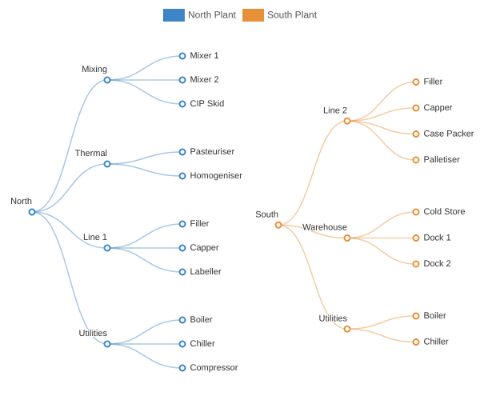 North Plant
South Plant
North
Mixing
Mixer 1
Mixer 2
CIP Skid
Thermal
Pasteuriser
Homogeniser
Line 1
Filler
Capper
Labeller
Utilities
Boiler
Chiller
Compressor
South
Line 2
Filler
Capper
Case Packer
Palletiser
Warehouse
Cold Store
Dock 1
Dock 2
Utilities
Boiler
Chiller